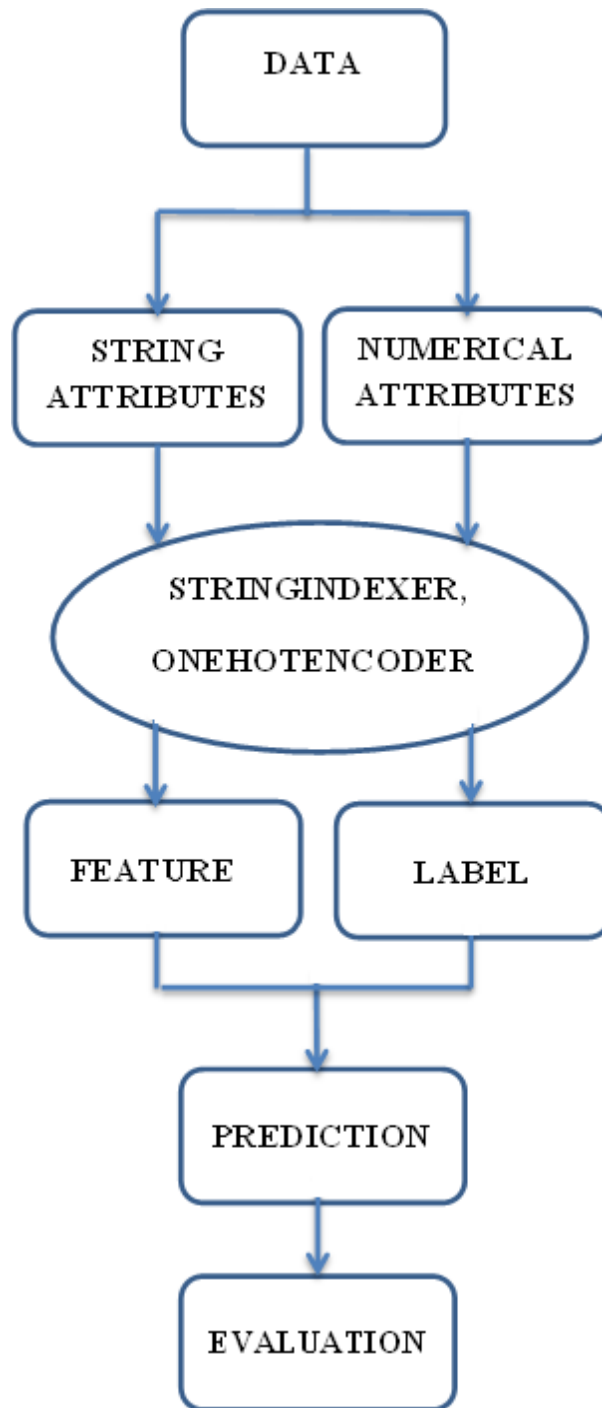 DATA
STRING
ATTRIBUTES
NUMERICAL
ATTRIBUTES
STRINGINDEXER,
ONEHOTENCODER
FEATURE
LABEL
PREDICTION
EVALUATION